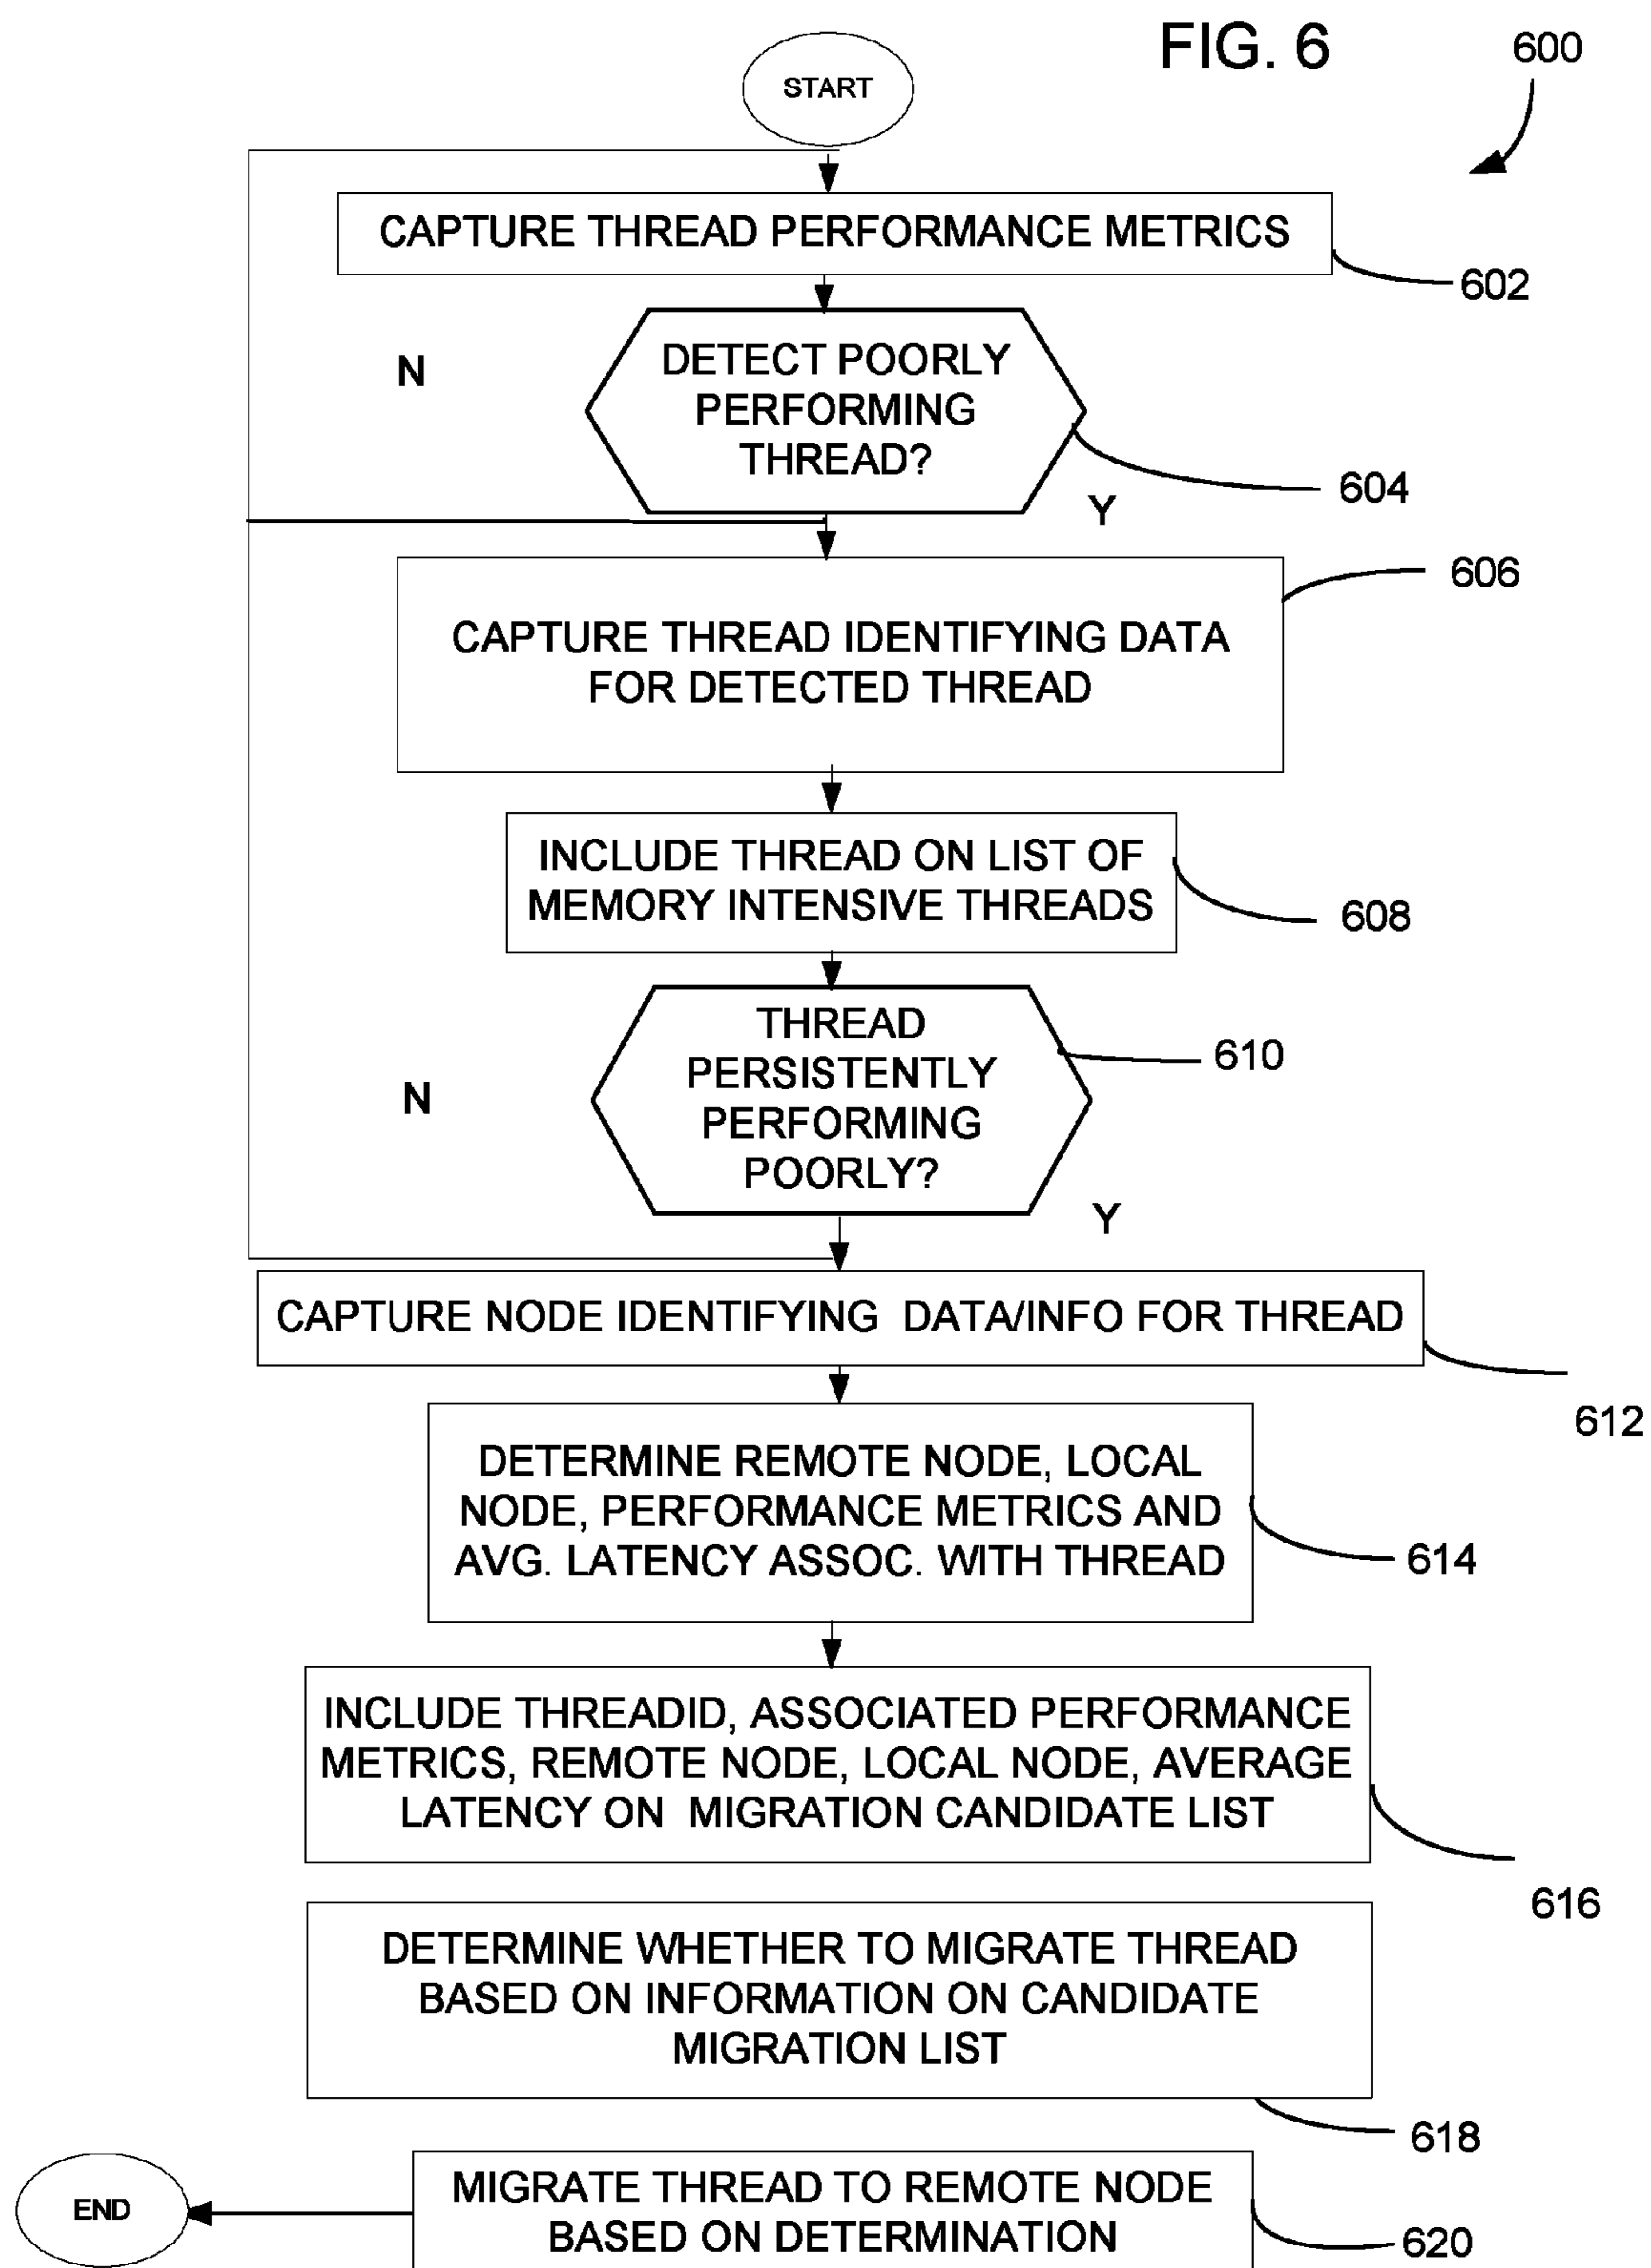 FIG. 6
600
START
CAPTURE THREAD PERFORMANCE METRICS
602
N
DETECT POORLY
PERFORMING
THREAD?
604
Y
606
CAPTURE THREAD IDENTIFYING DATA
FOR DETECTED THREAD
INCLUDE THREAD ON LIST OF
MEMORY INTENSIVE THREADS
608
THREAD
PERSISTENTLY
PERFORMING
POORLY?
610
N
Y
CAPTURE NODE IDENTIFYING DATA/INFO FOR THREAD
612
DETERMINE REMOTE NODE, LOCAL
NODE, PERFORMANCE METRICS AND
AVG. LATENCY ASSOC. WITH THREAD
614
INCLUDE THREADID, ASSOCIATED PERFORMANCE
METRICS, REMOTE NODE, LOCAL NODE, AVERAGE
LATENCY ON MIGRATION CANDIDATE LIST
616
DETERMINE WHETHER TO MIGRATE THREAD
BASED ON INFORMATION ON CANDIDATE
MIGRATION LIST
618
END
MIGRATE THREAD TO REMOTE NODE
BASED ON DETERMINATION
620